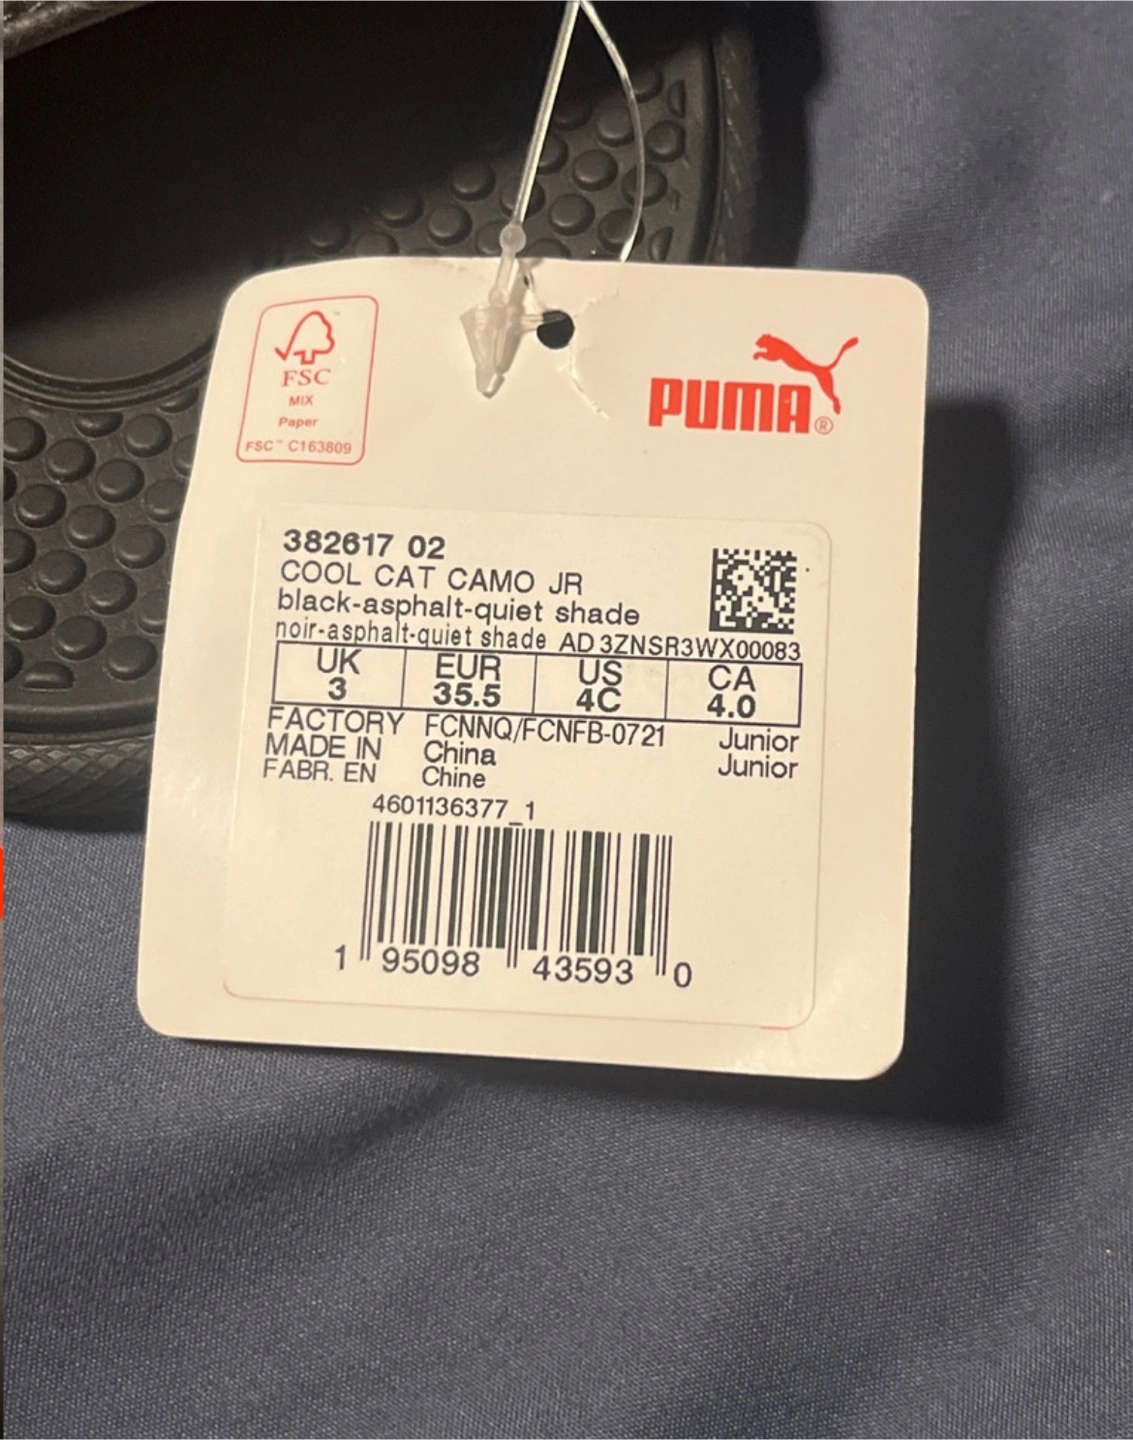 FSC
MIX
Paper
FSC™ C163809
PUMA®
382617 02
COOL CAT CAMO JR
black-asphalt-quiet shade
noir-asphalt-quiet shade AD 3ZNSR3WX00083
UK EUR US CA
3 35.5 4C 4.0
FACTORY FCNNQ/FCNFB-0721 Junior
MADE IN China Junior
FABR. EN Chine
4601136377_1
1 95098 43593 0